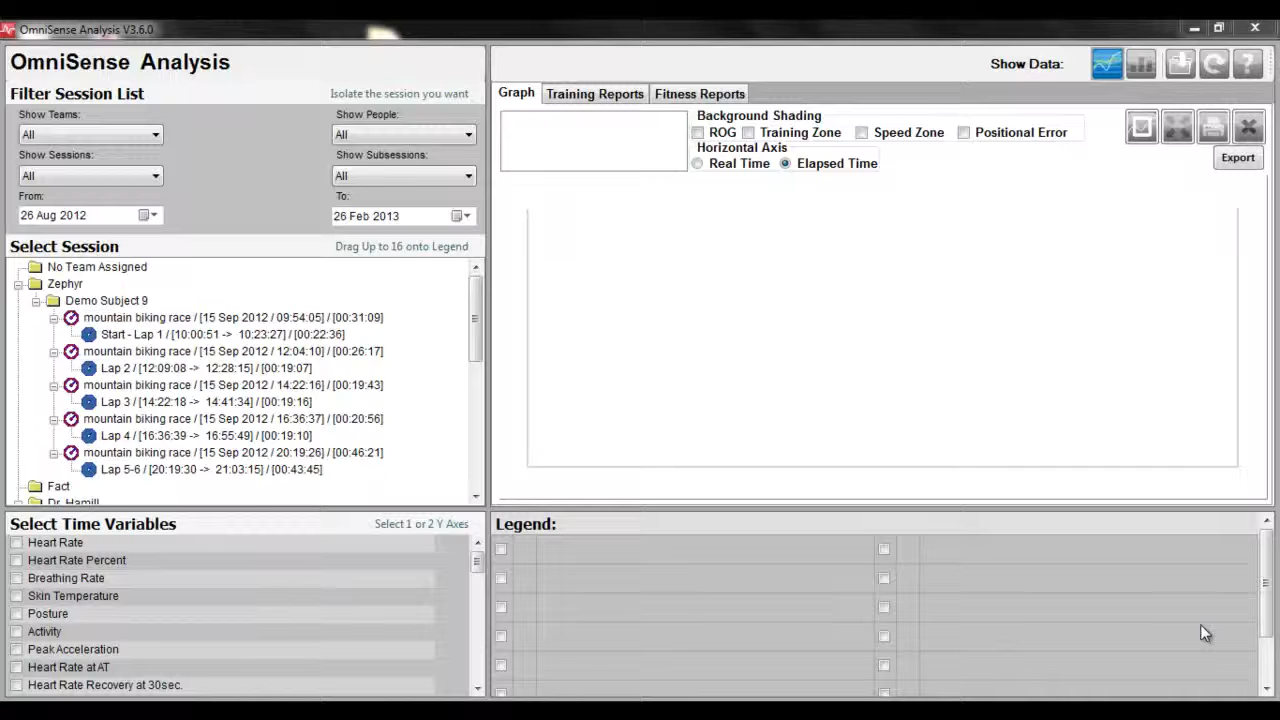 OmniSense Analysis V3.6.0
OmniSense Analysis
Show Data:
Filter Session List
Isolate the session you want
Show Teams:
Show People:
All
All
Show Sessions:
Show Subsessions:
All
All
From:
To:
26 Aug 2012
26 Feb 2013
Select Session
Drag Up to 16 onto Legend
No Team Assigned
Zephyr
Demo Subject 9
mountain biking race / [15 Sep 2012 / 09:54:05] / [00:31:09]
Start - Lap 1 / [10:00:51 -> 10:23:27] / [00:22:36]
mountain biking race / [15 Sep 2012 / 12:04:10] / [00:26:17]
Lap 2 / [12:09:08 -> 12:28:15] / [00:19:07]
mountain biking race / [15 Sep 2012 / 14:22:16] / [00:19:43]
Lap 3 / [14:22:18 -> 14:41:34] / [00:19:16]
mountain biking race / [15 Sep 2012 / 16:36:37] / [00:20:56]
Lap 4 / [16:36:39 -> 16:55:49] / [00:19:10]
mountain biking race / [15 Sep 2012 / 20:19:26] / [00:46:21]
Lap 5-6 / [20:19:30 -> 21:03:15] / [00:43:45]
Fact
Dr. Hamill
Graph
Training Reports
Fitness Reports
Background Shading
ROG
Training Zone
Speed Zone
Positional Error
Horizontal Axis
Real Time
Elapsed Time
Export
Select Time Variables
Select 1 or 2 Y Axes
Heart Rate
Heart Rate Percent
Breathing Rate
Skin Temperature
Posture
Activity
Peak Acceleration
Heart Rate at AT
Heart Rate Recovery at 30sec.
Legend: